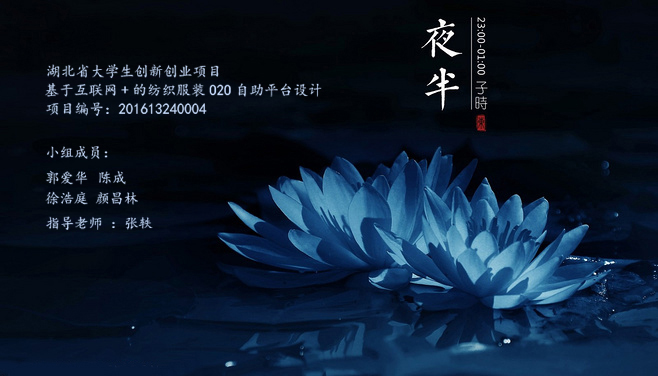 湖北省大学生创新创业项目
基于互联网+的纺织服装O2O自助平台设计
项目编号：201613240004
小组成员：
郭爱华 陈成
徐浩庭 颜昌林
指导老师 ：张轶
夜半
23:00-01:00 子時